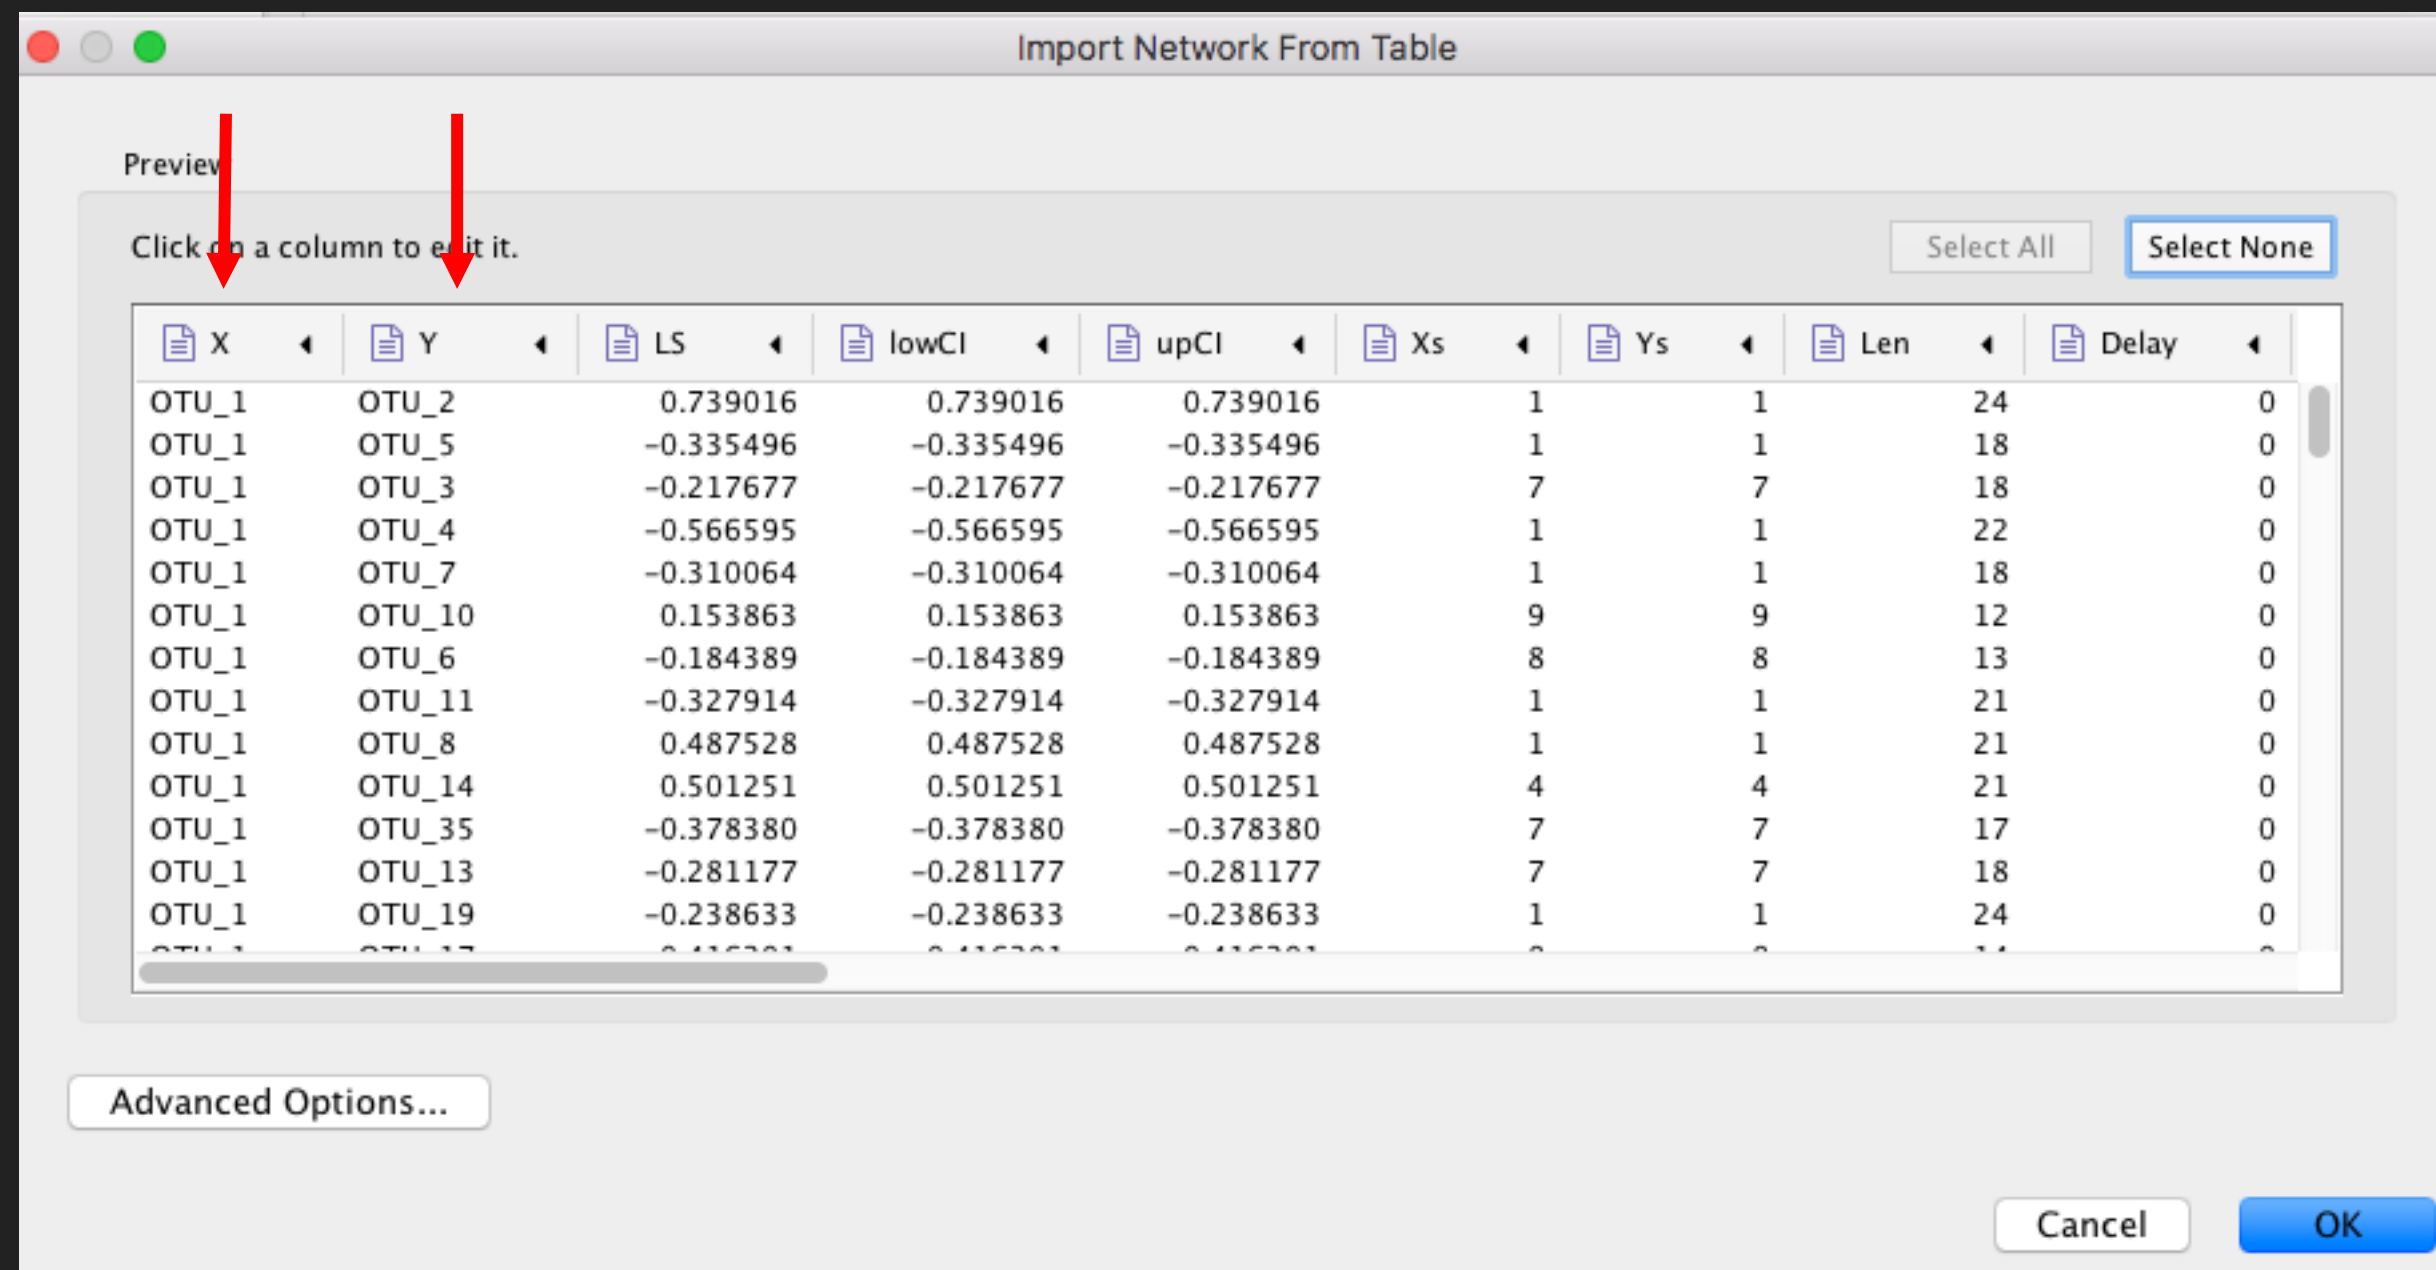 Import Network From Table
Preview
Click on a column to edit it.
Select All Select None
X Y LS lowCI upCI Xs Ys Len Delay
OTU_1 OTU_2 0.739016 0.739016 0.739016 1 1 24 0
OTU_1 OTU_5 -0.335496 -0.335496 -0.335496 1 1 18 0
OTU_1 OTU_3 -0.217677 -0.217677 -0.217677 7 7 18 0
OTU_1 OTU_4 -0.566595 -0.566595 -0.566595 1 1 22 0
OTU_1 OTU_7 -0.310064 -0.310064 -0.310064 1 1 18 0
OTU_1 OTU_10 0.153863 0.153863 0.153863 9 9 12 0
OTU_1 OTU_6 -0.184389 -0.184389 -0.184389 8 8 13 0
OTU_1 OTU_11 -0.327914 -0.327914 -0.327914 1 1 21 0
OTU_1 OTU_8 0.487528 0.487528 0.487528 1 1 21 0
OTU_1 OTU_14 0.501251 0.501251 0.501251 4 4 21 0
OTU_1 OTU_35 -0.378380 -0.378380 -0.378380 7 7 17 0
OTU_1 OTU_13 -0.281177 -0.281177 -0.281177 7 7 18 0
OTU_1 OTU_19 -0.238633 -0.238633 -0.238633 1 1 24 0
Advanced Options...
Cancel OK